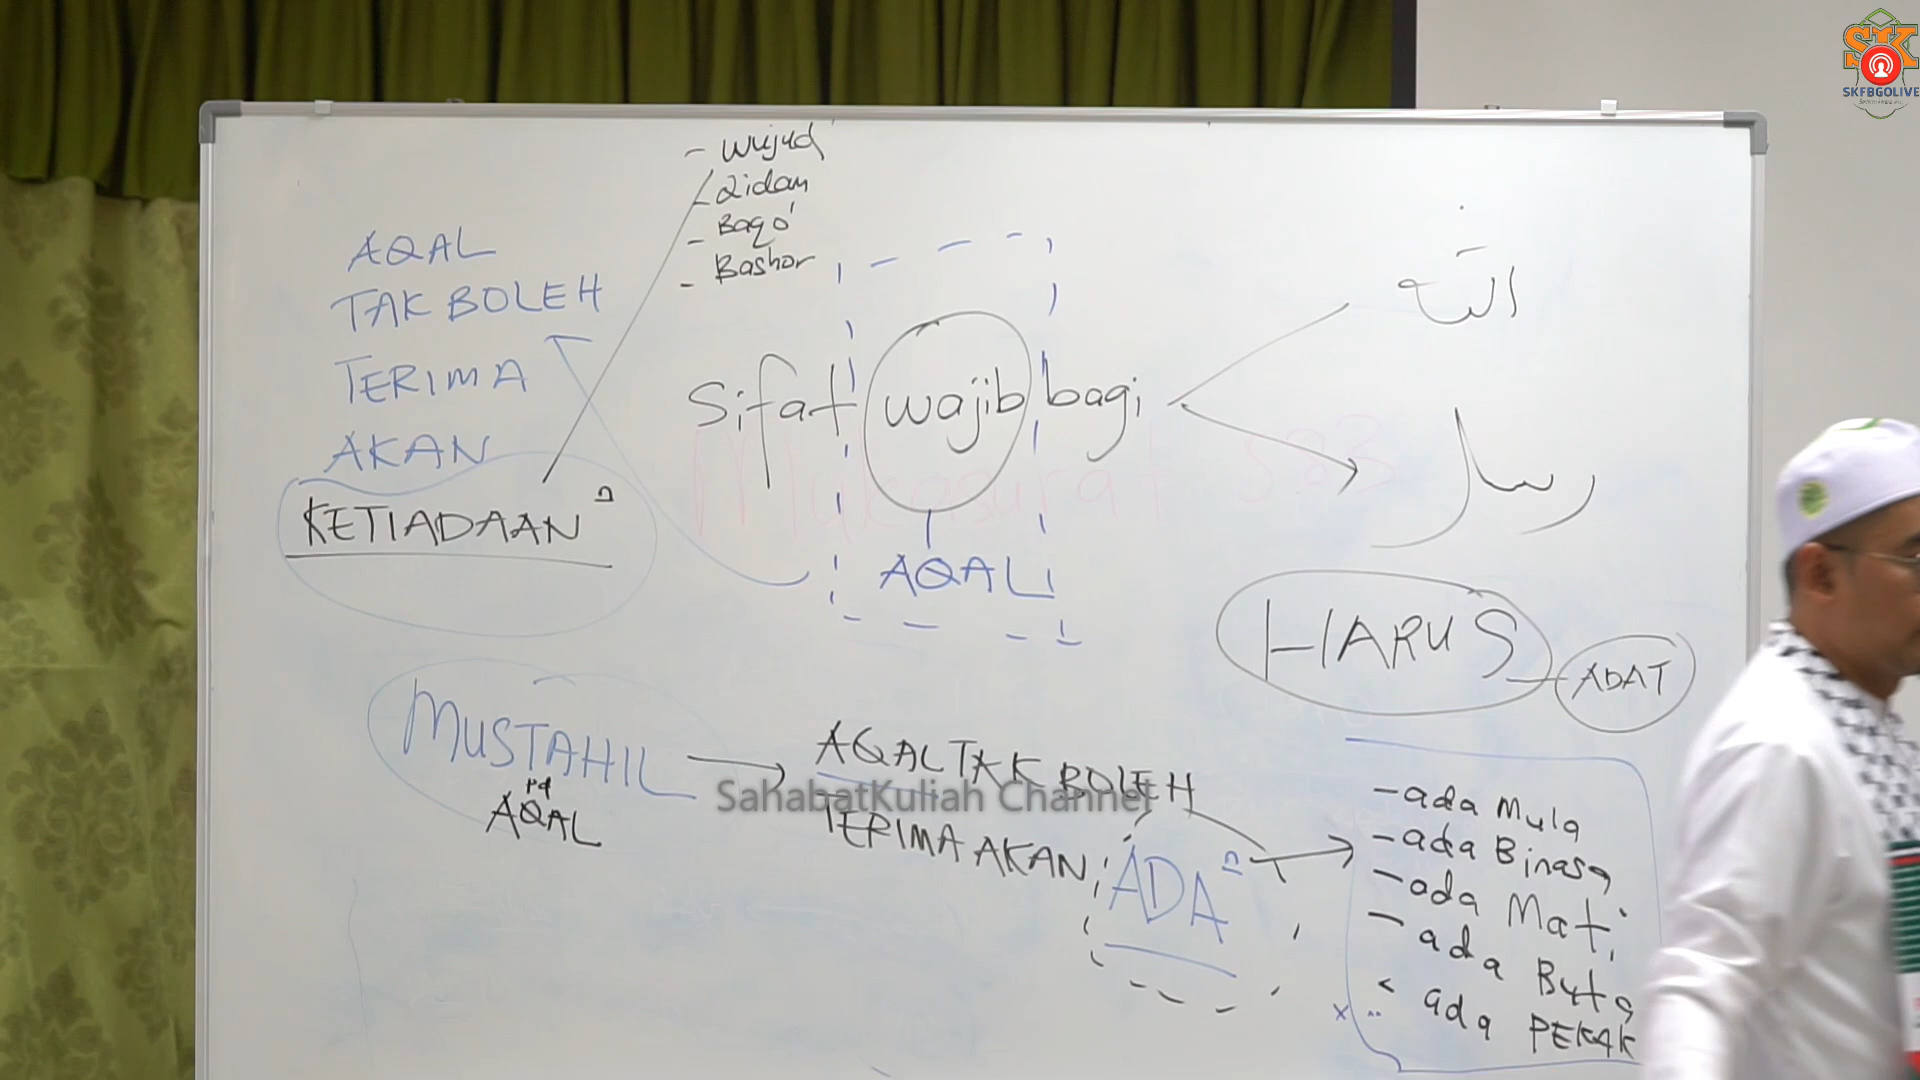 - Wujud
- Qidam
- Baqo'
- Bashor
AQAL
TAK BOLEH
TERIMA
AKAN
KETIADAAN ⊇
Sifat wajib bagi
الله
رسل
AQALI
HARUS - ADAT
MUSTAHIL
pd
AQAL
AQAL TAK BOLEH
TERIMA AKAN
ADA
- ada Mula
- ada Binasa
- ada Mati
- ada Buta
ada PEKAK
Mukasurat
SahabatKuliah Channel
SKFBGOLIVE